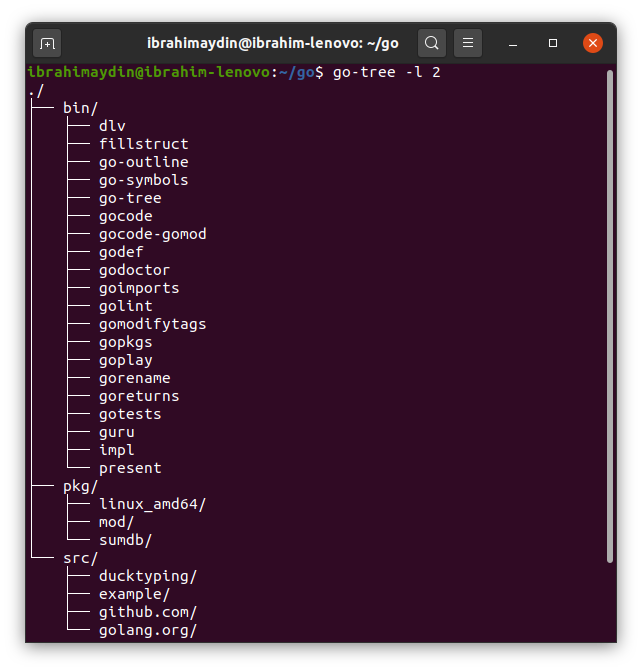 ibrahimaydin@ibrahim-lenovo: ~/go
ibrahimaydin@ibrahim-lenovo:~/go$ go-tree -l 2
./
├── bin/
│   ├── dlv
│   ├── fillstruct
│   ├── go-outline
│   ├── go-symbols
│   ├── go-tree
│   ├── gocode
│   ├── gocode-gomod
│   ├── godef
│   ├── godoctor
│   ├── goimports
│   ├── golint
│   ├── gomodifytags
│   ├── gopkgs
│   ├── goplay
│   ├── gorename
│   ├── goreturns
│   ├── gotests
│   ├── guru
│   ├── impl
│   └── present
├── pkg/
│   ├── linux_amd64/
│   ├── mod/
│   └── sumdb/
└── src/
    ├── ducktyping/
    ├── example/
    ├── github.com/
    └── golang.org/